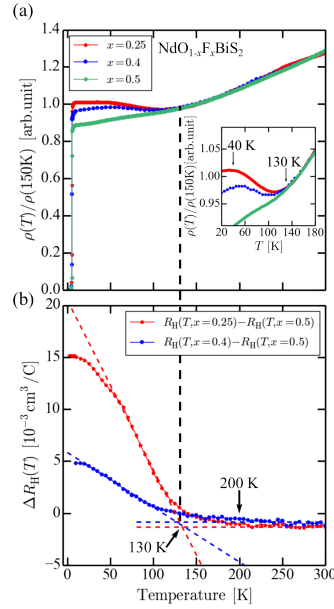 (a)
NdO1-xFxBiS2
x=0.25
x=0.4
x=0.5
ρ(T)/ρ(150K) [arb.unit]
1.4
1.2
1.0
0.8
0.6
0.4
0.2
0.0
ρ(T)/ρ(150K)[arb.unit]
40 K
130 K
1.05
1.00
0.95
20 60 100 140 180
T [K]
(b)
RH(T,x=0.25)−RH(T,x=0.5)
RH(T,x=0.4)−RH(T,x=0.5)
ΔRH(T) [10−3 cm3/C]
20
15
10
5
0
−5
200 K
130 K
0 50 100 150 200 250 300
Temperature [K]